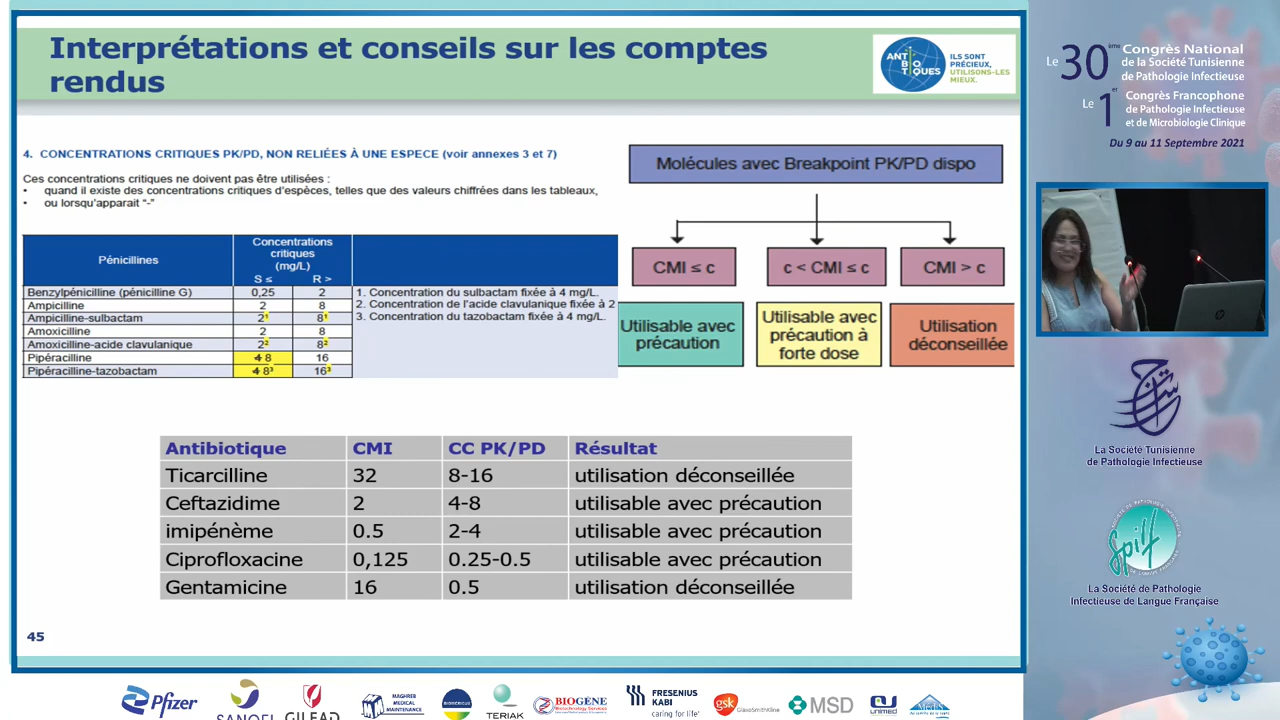 Interprétations et conseils sur les comptes
rendus
ANTI
BIO
TIQUES
ILS SONT
PRÉCIEUX,
UTILISONS-LES
MIEUX.
4. CONCENTRATIONS CRITIQUES PK/PD, NON RELIÉES À UNE ESPECE (voir annexes 3 et 7)
Ces concentrations critiques ne doivent pas être utilisées :
• quand il existe des concentrations critiques d'espèces, telles que des valeurs chiffrées dans les tableaux,
• ou lorsqu'apparait "-"
Pénicillines
Concentrations
critiques
(mg/L)
S ≤ R >
Benzylpénicilline (pénicilline G) 0,25 2
Ampicilline 2 8
Ampicilline-sulbactam 2¹ 8¹
Amoxicilline 2 8
Amoxicilline-acide clavulanique 2² 8²
Pipéracilline 4 8 16
Pipéracilline-tazobactam 4 8³ 16³
1. Concentration du sulbactam fixée à 4 mg/L.
2. Concentration de l'acide clavulanique fixée à 2
3. Concentration du tazobactam fixée à 4 mg/L.
Molécules avec Breakpoint PK/PD dispo
CMI ≤ c
c < CMI ≤ c
CMI > c
Utilisable avec
précaution
Utilisable avec
précaution à
forte dose
Utilisation
déconseillée
Antibiotique CMI CC PK/PD Résultat
Ticarcilline 32 8-16 utilisation déconseillée
Ceftazidime 2 4-8 utilisable avec précaution
imipénème 0.5 2-4 utilisable avec précaution
Ciprofloxacine 0,125 0.25-0.5 utilisable avec précaution
Gentamicine 16 0.5 utilisation déconseillée
45
Le 30ème Congrès National
de la Société Tunisienne
de Pathologie Infectieuse
Le 1er Congrès Francophone
de Pathologie Infectieuse
et de Microbiologie Clinique
Du 9 au 11 Septembre 2021
La Société Tunisienne
de Pathologie Infectieuse
Spilf
La Société de Pathologie
Infectieuse de Langue Française
Pfizer
SANOFI
GILEAD
MAGHREB
MEDICAL
MAINTENANCE
TERIAK
BIOGENE
FRESENIUS
KABI
caring for life
gsk
GlaxoSmithKline
MSD
unimed